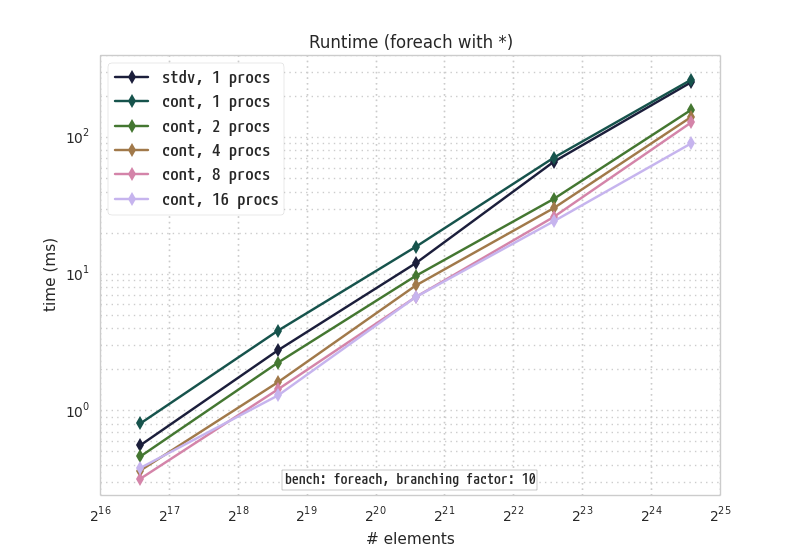 Runtime (foreach with *)
stdv, 1 procs
cont, 1 procs
cont, 2 procs
cont, 4 procs
cont, 8 procs
cont, 16 procs
time (ms)
10²
10¹
10⁰
bench: foreach, branching factor: 10
2¹⁶ 2¹⁷ 2¹⁸ 2¹⁹ 2²⁰ 2²¹ 2²² 2²³ 2²⁴ 2²⁵
# elements